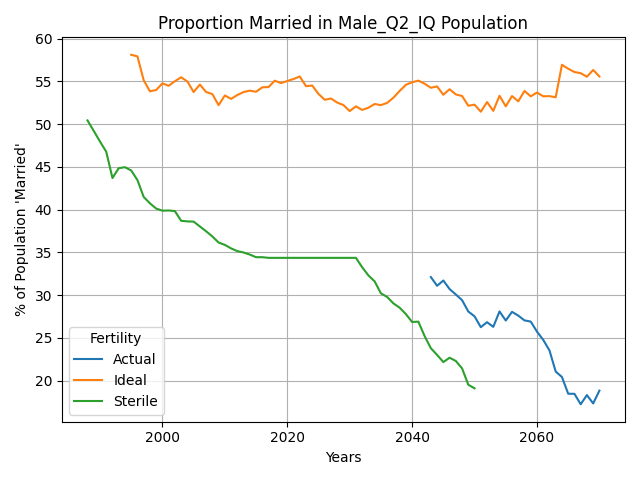 Proportion Married in Male_Q2_IQ Population
% of Population 'Married'
60
55
50
45
40
35
30
25
20
Fertility
Actual
Ideal
Sterile
2000 2020 2040 2060
Years